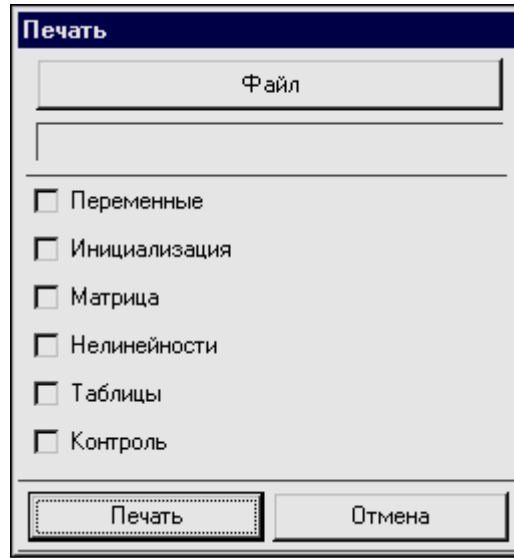 Печать
Файл
Переменные
Инициализация
Матрица
Нелинейности
Таблицы
Контроль
Печать Отмена